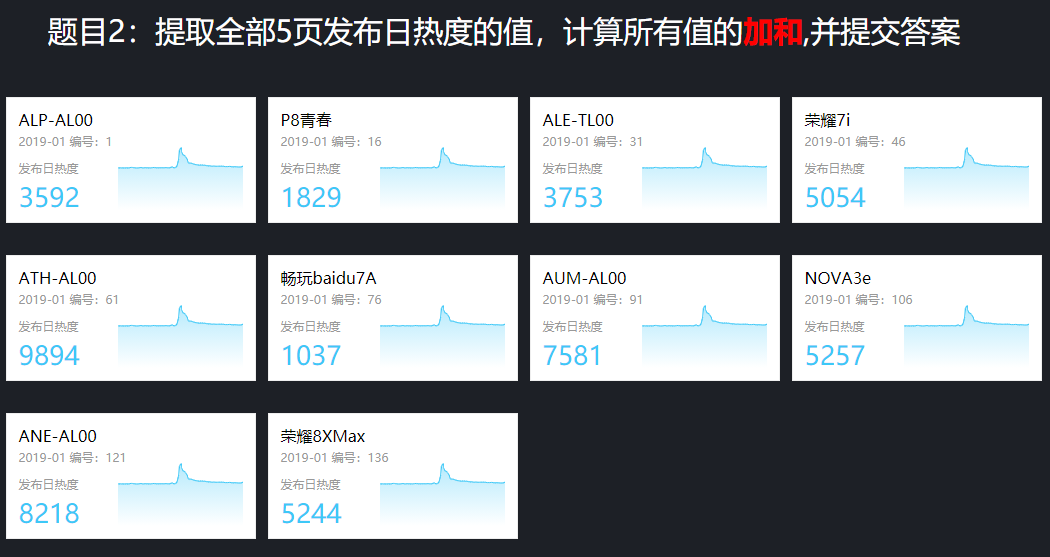 题目2：提取全部5页发布日热度的值，计算所有值的加和,并提交答案
ALP-AL00
2019-01 编号：1
发布日热度
3592
P8青春
2019-01 编号：16
发布日热度
1829
ALE-TL00
2019-01 编号：31
发布日热度
3753
荣耀7i
2019-01 编号：46
发布日热度
5054
ATH-AL00
2019-01 编号：61
发布日热度
9894
畅玩baidu7A
2019-01 编号：76
发布日热度
1037
AUM-AL00
2019-01 编号：91
发布日热度
7581
NOVA3e
2019-01 编号：106
发布日热度
5257
ANE-AL00
2019-01 编号：121
发布日热度
8218
荣耀8XMax
2019-01 编号：136
发布日热度
5244